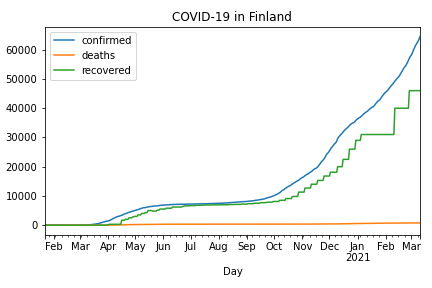 COVID-19 in Finland
confirmed
deaths
recovered
60000
50000
40000
30000
20000
10000
0
Feb Mar Apr May Jun Jul Aug Sep Oct Nov Dec Jan Feb Mar
2021
Day